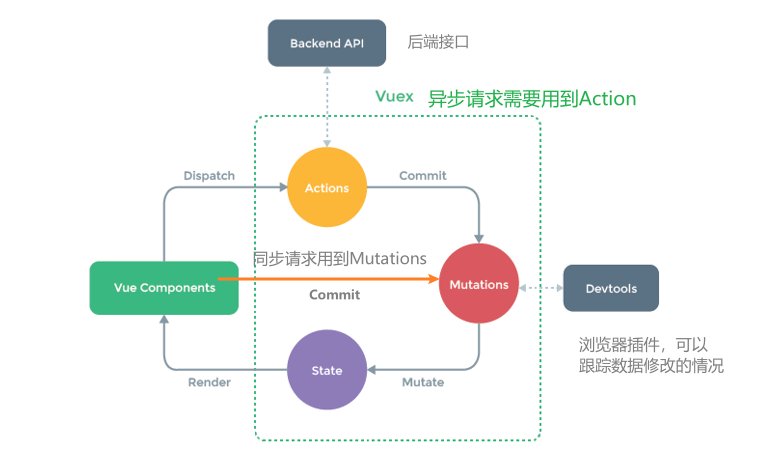 Backend API
后端接口
Vuex
异步请求需要用到Action
Dispatch
Actions
Commit
同步请求用到Mutations
Vue Components
Commit
Mutations
Devtools
浏览器插件，可以
跟踪数据修改的情况
State
Render
Mutate